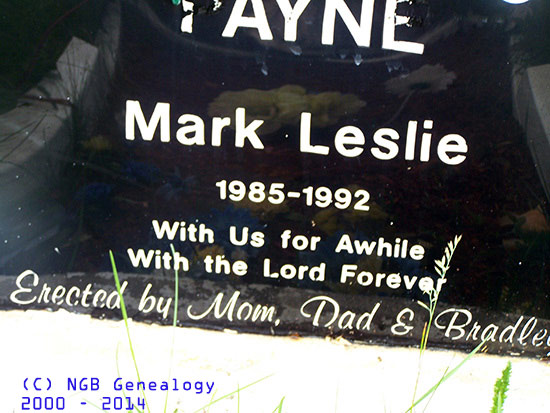 PAYNE
Mark Leslie
1985-1992
With Us for Awhile
With the Lord Forever
Erected by Mom, Dad & Bradley
(C) NGB Genealogy
2000 - 2014